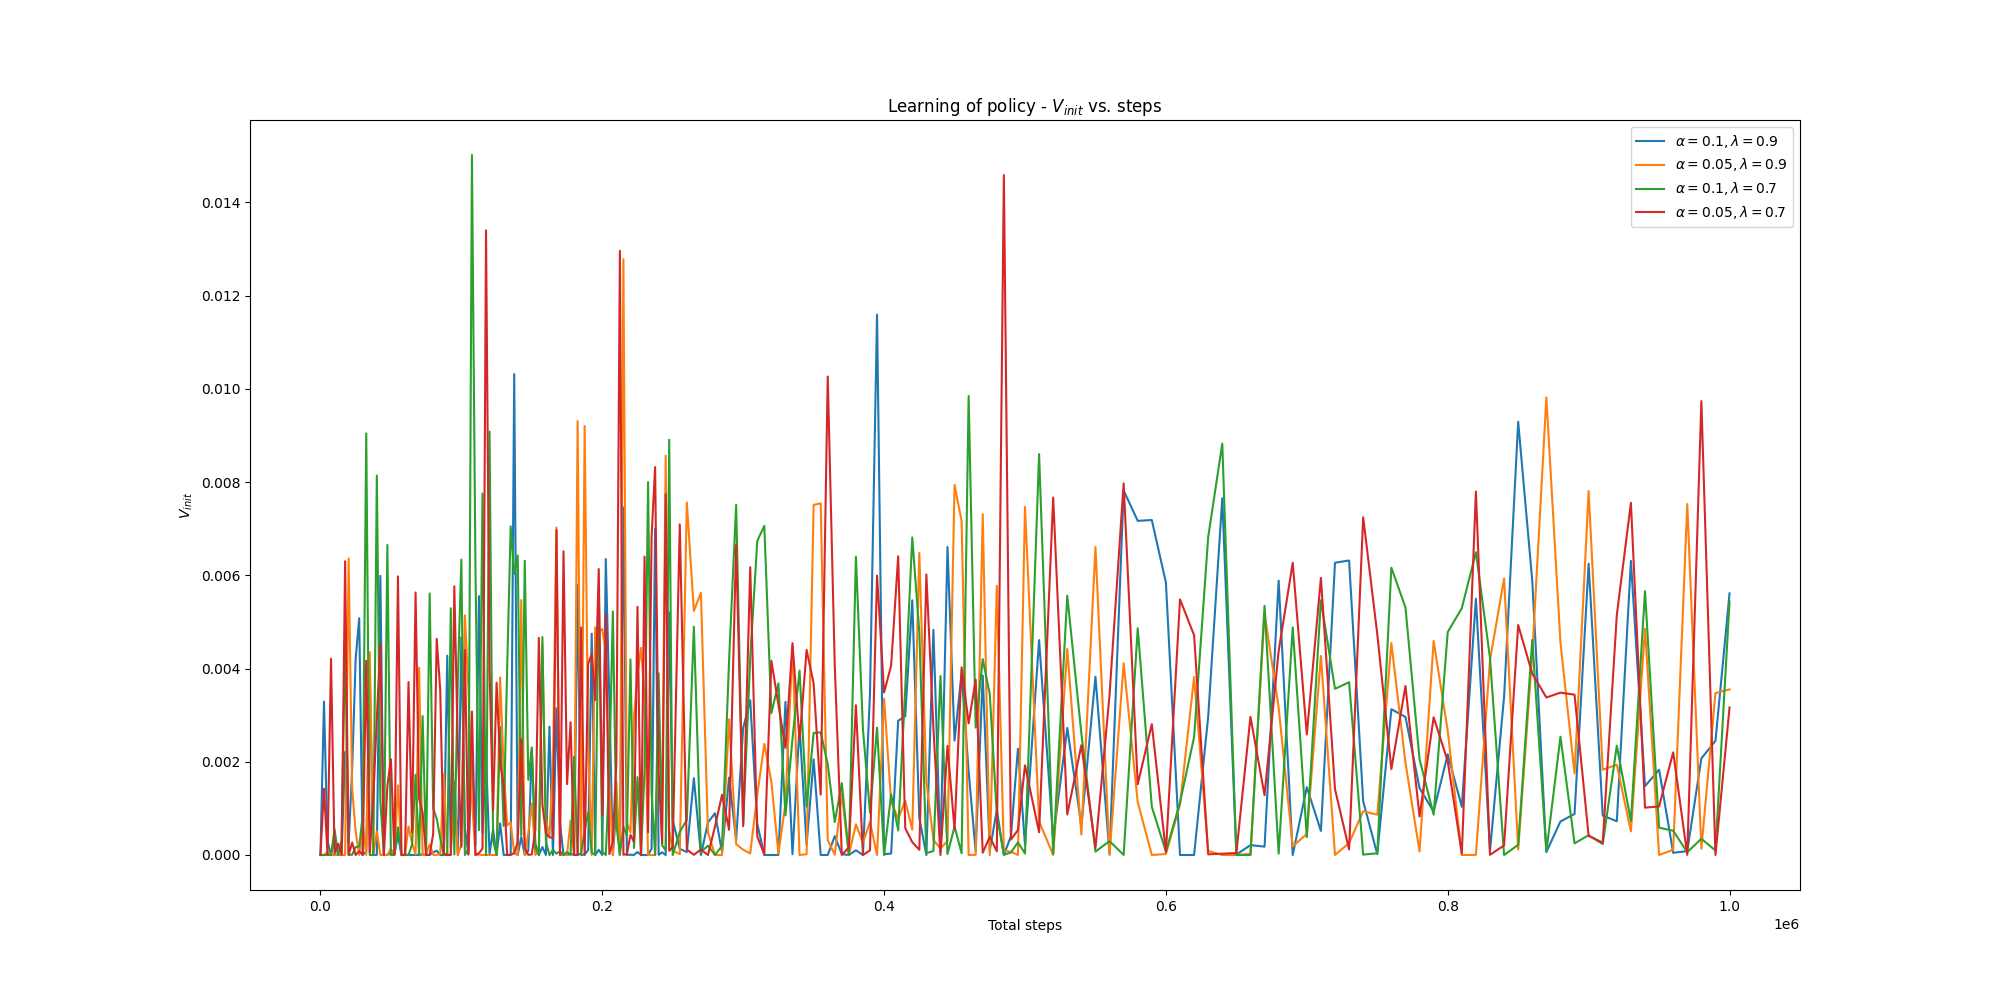 Learning of policy - V_init vs. steps
α = 0.1, λ = 0.9
α = 0.05, λ = 0.9
α = 0.1, λ = 0.7
α = 0.05, λ = 0.7
V_init
0.014
0.012
0.010
0.008
0.006
0.004
0.002
0.000
0.0 0.2 0.4 0.6 0.8 1.0
Total steps
1e6